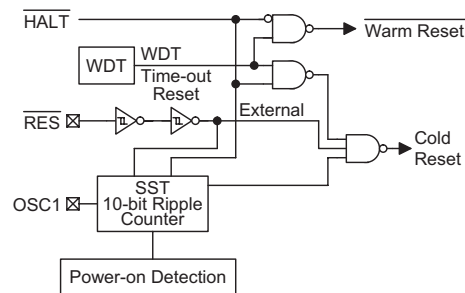 HALT
Warm Reset
WDT
WDT
Time-out
Reset
RES
External
Cold
Reset
SST
10-bit Ripple
Counter
OSC1
Power-on Detection